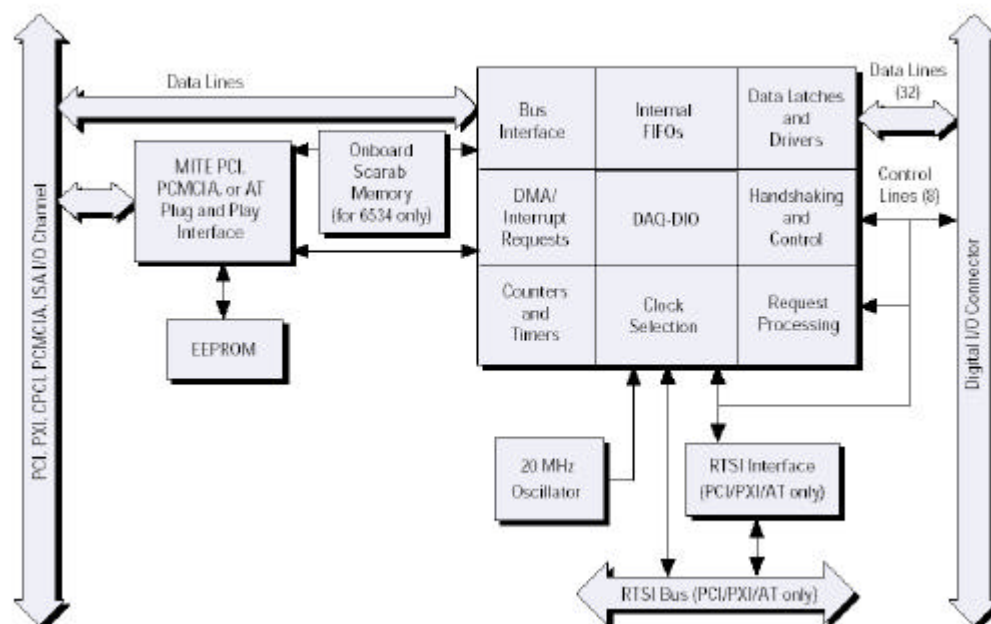 PCI, PXI, CPCI, PCMCIA, ISA I/O Channel
Data Lines
MITE PCI,
PCMCIA, or AT
Plug and Play
Interface
EEPROM
Onboard
Scarab
Memory
(for 6534 only)
Bus
Interface
Internal
FIFOs
Data Latches
and
Drivers
DMA/
Interrupt
Requests
DAQ-DIO
Handshaking
and
Control
Counters
and
Timers
Clock
Selection
Request
Processing
Data Lines
(32)
Control
Lines (8)
20 MHz
Oscillator
RTSI Interface
(PCI/PXI/AT only)
RTSI Bus (PCI/PXI/AT only)
Digital I/O Connector